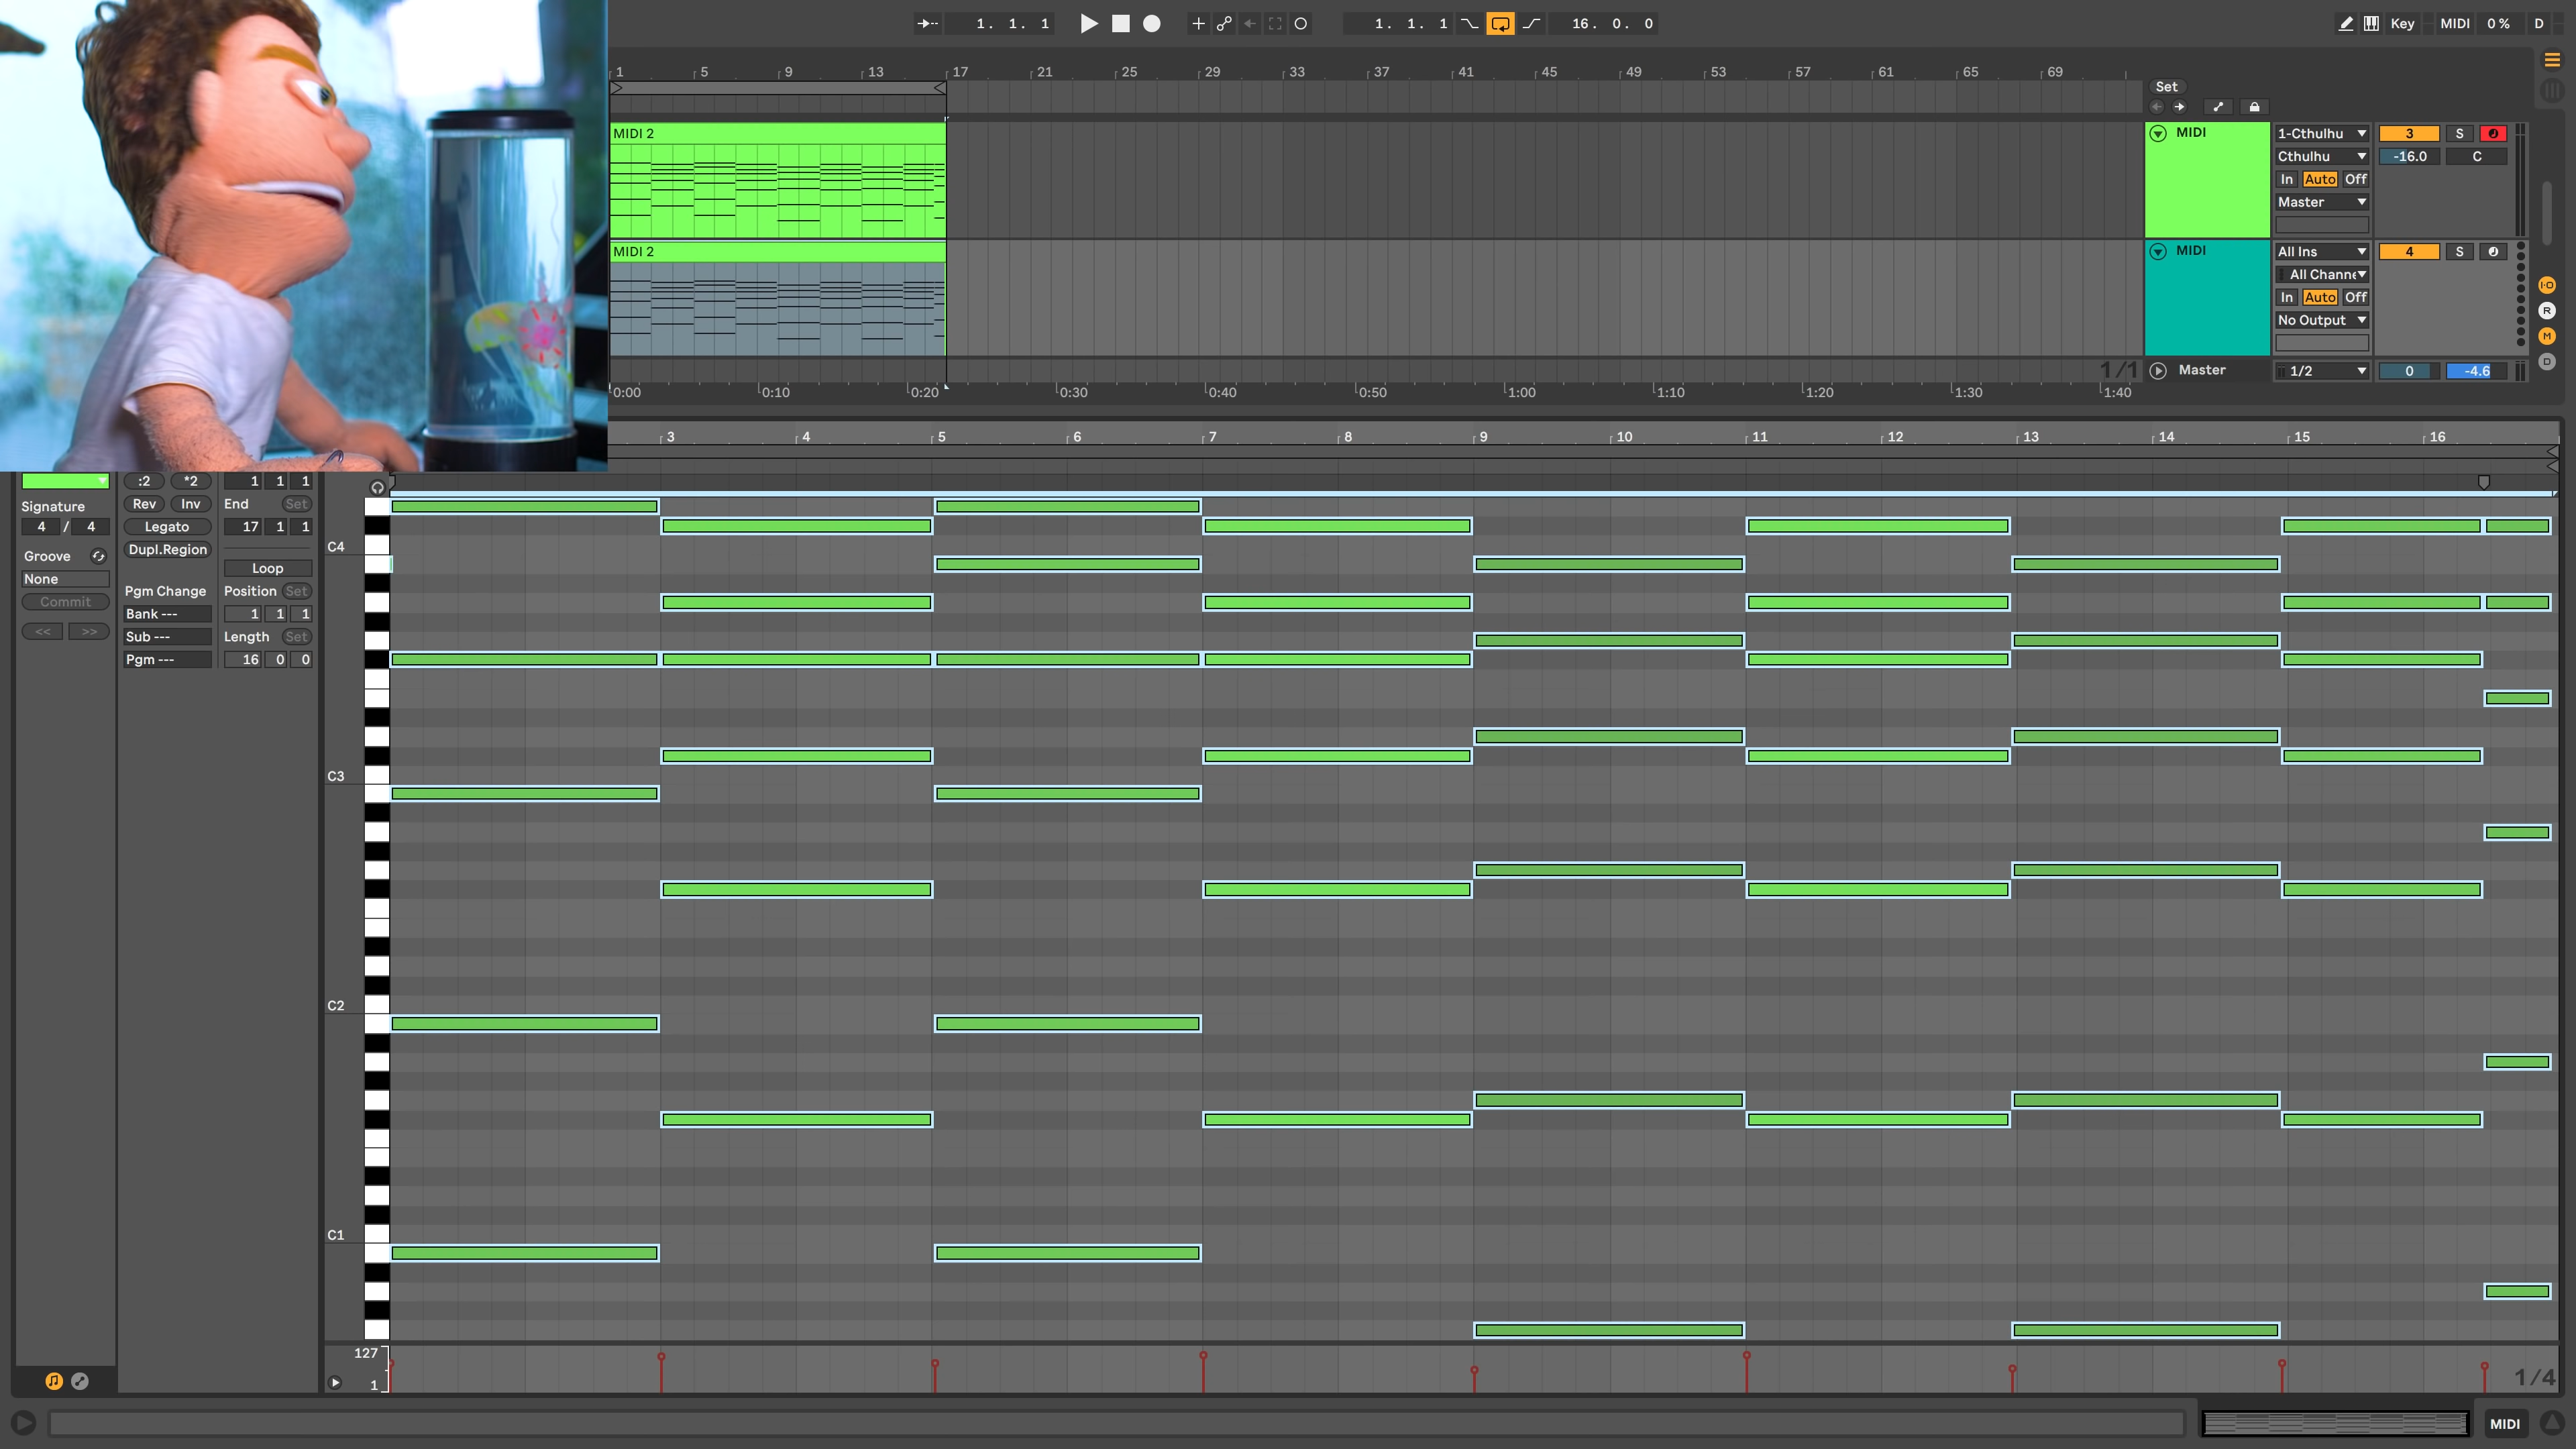 1. 1. 1
1. 1. 1
16. 0. 0
Key
MIDI
0 %
D
1 5 9 13 17 21 25 29 33 37 41 45 49 53 57 61 65 69
Set
MIDI 2
MIDI
1-Cthulhu
3
S
Cthulhu
-16.0
C
In Auto Off
Master
MIDI 2
MIDI
All Ins
4
S
All Channe
In Auto Off
No Output
1/1
Master
1/2
0
-4.6
0:00 0:10 0:20 0:30 0:40 0:50 1:00 1:10 1:20 1:30 1:40
I·O
R
M
D
3 4 5 6 7 8 9 10 11 12 13 14 15 16
:2 *2
1 1 1
Signature
Rev Inv
End Set
4 / 4
Legato
17 1 1
Groove
Dupl.Region
None
Loop
Commit
Pgm Change
Position Set
Bank ---
1 1 1
<< >>
Sub ---
Length Set
Pgm ---
16 0 0
C4
C3
C2
C1
127
1
1/4
MIDI